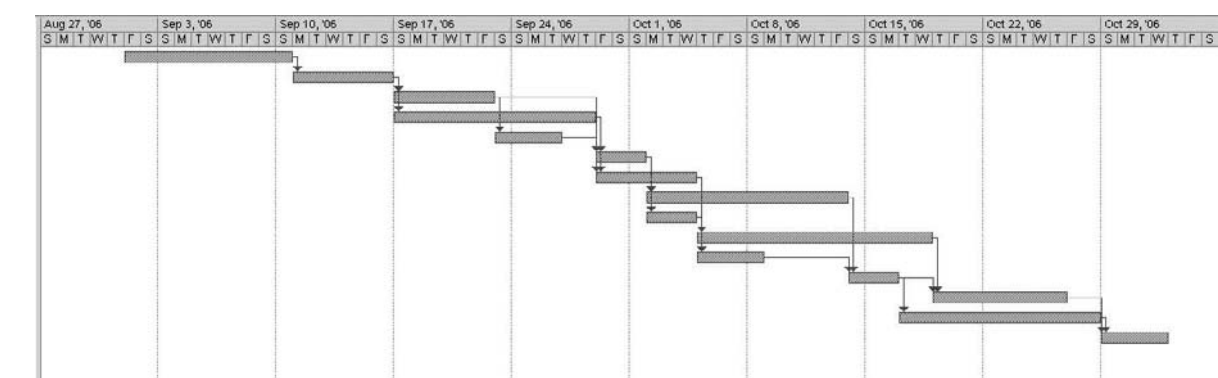 Aug 27, '06 Sep 3, '06 Sep 10, '06 Sep 17, '06 Sep 24, '06 Oct 1, '06 Oct 8, '06 Oct 15, '06 Oct 22, '06 Oct 29, '06
S M T W T F S S M T W T F S S M T W T F S S M T W T F S S M T W T F S S M T W T F S S M T W T F S S M T W T F S S M T W T F S S M T W T F S